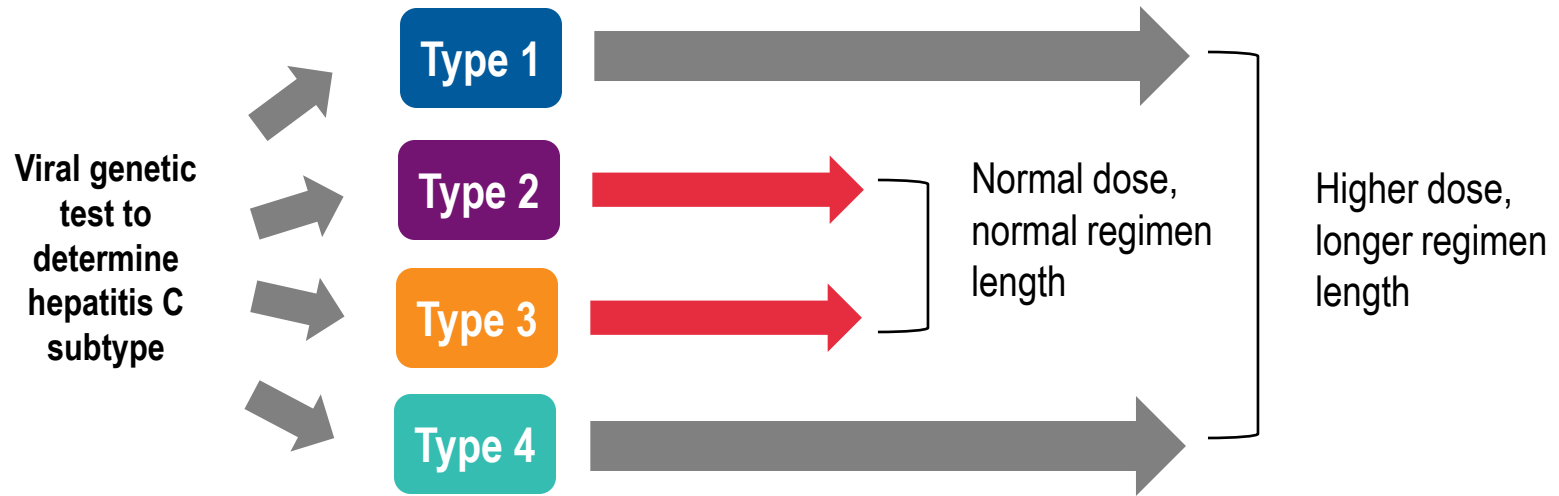 Viral genetic
test to
determine
hepatitis C
subtype
Type 1
Type 2
Type 3
Type 4
Normal dose,
normal regimen
length
Higher dose,
longer regimen
length